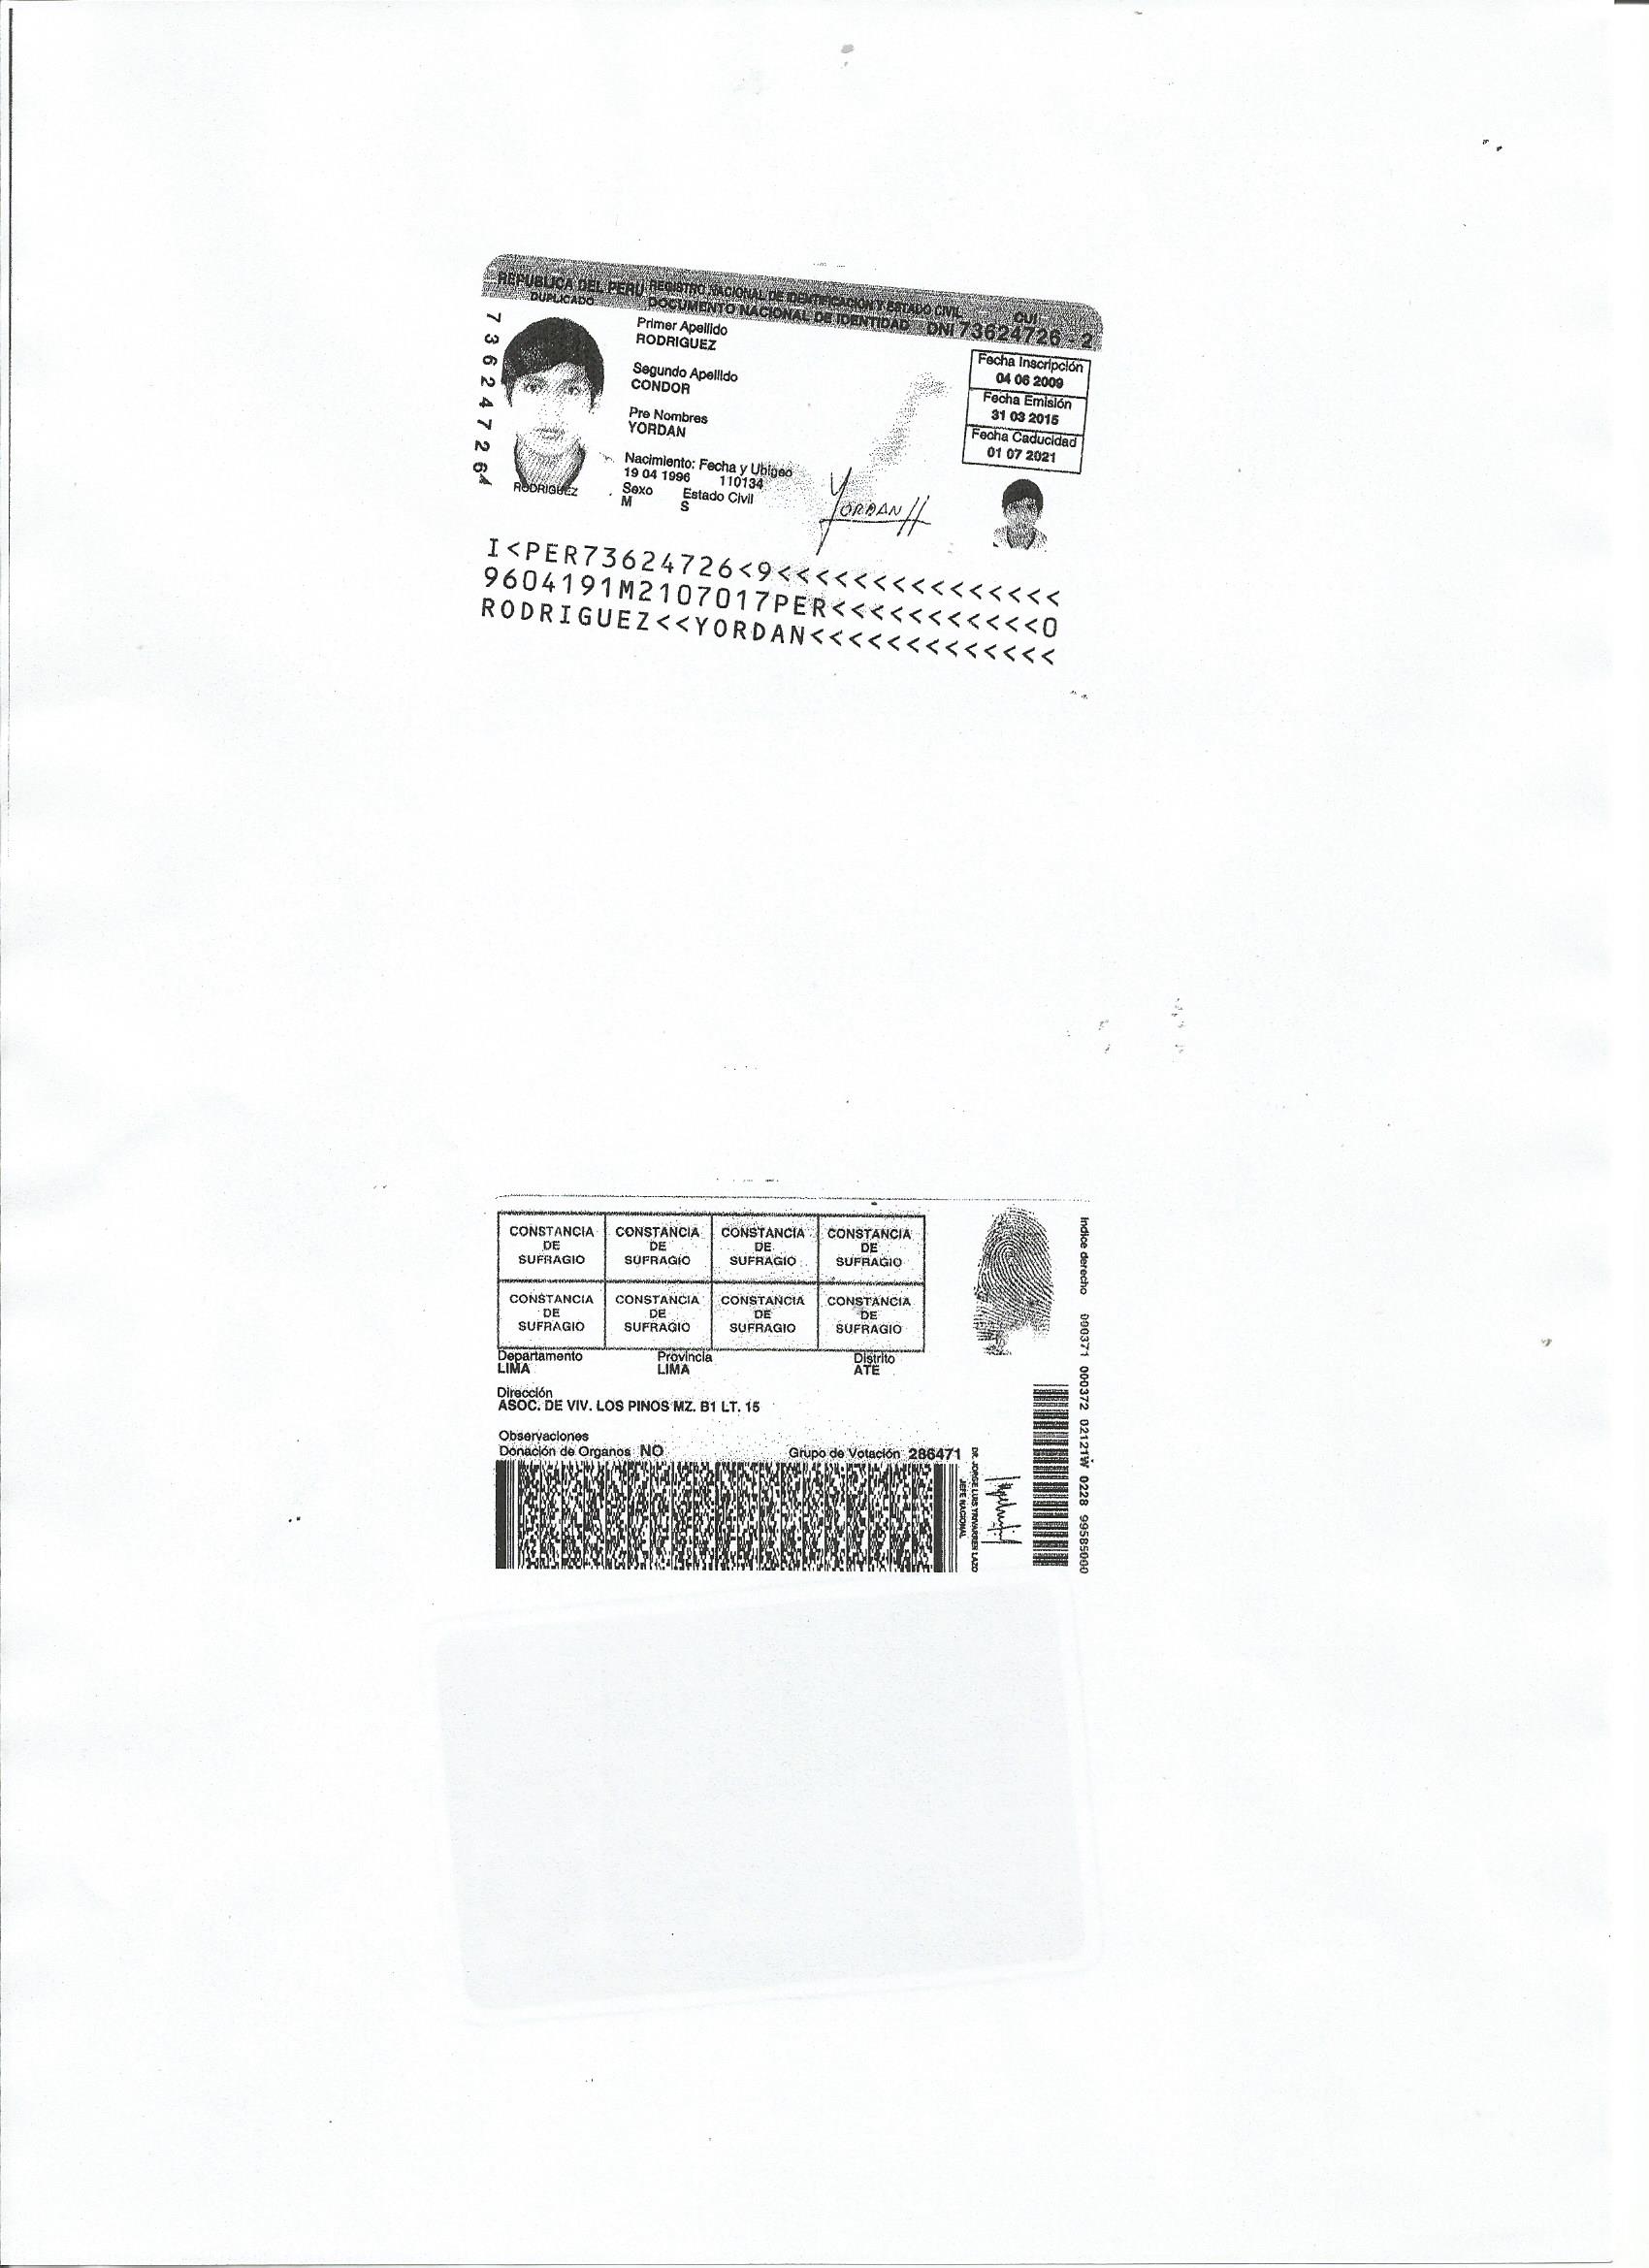 REPUBLICA DEL PERU REGISTRO NACIONAL DE IDENTIFICACION Y ESTADO CIVIL CUI
DUPLICADO DOCUMENTO NACIONAL DE IDENTIDAD DNI 73624726 - 2
73624726
Primer Apellido
RODRIGUEZ
Segundo Apellido
CONDOR
Pre Nombres
YORDAN
Nacimiento: Fecha y Ubigeo
19 04 1996 110134
Sexo Estado Civil
M S
Fecha Inscripción
04 06 2009
Fecha Emisión
31 03 2015
Fecha Caducidad
01 07 2021
RODRIGUEZ
YORDAN
I<PER73624726<9<<<<<<<<<<<<<<<
9604191M2107017PER<<<<<<<<<<<0
RODRIGUEZ<<YORDAN<<<<<<<<<<<<<
CONSTANCIA DE SUFRAGIO CONSTANCIA DE SUFRAGIO CONSTANCIA DE SUFRAGIO CONSTANCIA DE SUFRAGIO
CONSTANCIA DE SUFRAGIO CONSTANCIA DE SUFRAGIO CONSTANCIA DE SUFRAGIO CONSTANCIA DE SUFRAGIO
Departamento Provincia Distrito
LIMA LIMA ATE
Dirección
ASOC. DE VIV. LOS PINOS MZ. B1 LT. 15
Observaciones
Donación de Organos NO Grupo de Votación 286471
JEFE NACIONAL
Indice derecho 000371 000372 02121W 0228 99585000